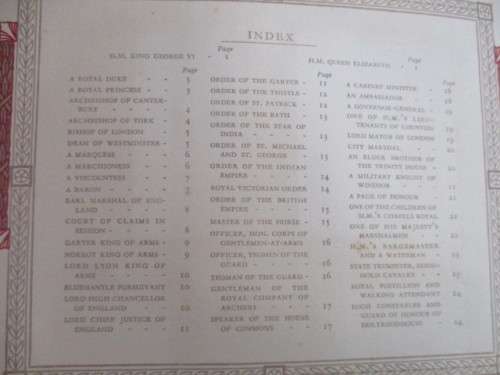 INDEX
Page
H.M. KING GEORGE VI - 1
Page
H.M. QUEEN ELIZABETH - 1
Page
A ROYAL DUKE - - 3
A ROYAL PRINCESS - 3
ARCHBISHOP OF CANTER-
BURY - - - 4
ARCHBISHOP OF YORK - 4
BISHOP OF LONDON - 5
DEAN OF WESTMINSTER - 5
A MARQUESS - - 6
A MARCHIONESS - - 6
A VISCOUNTESS - - 7
A BARON - - - 7
EARL MARSHAL OF ENG-
LAND - - - 8
COURT OF CLAIMS IN
SESSION - - - 8
GARTER KING OF ARMS - 9
NORROY KING OF ARMS - 9
LORD LYON KING OF
ARMS - - - 10
BLUEMANTLE PURSUIVANT 10
LORD HIGH CHANCELLOR
OF ENGLAND - - 10
LORD CHIEF JUSTICE OF
ENGLAND - - 11
Page
ORDER OF THE GARTER - 11
ORDER OF THE THISTLE - 12
ORDER OF ST. PATRICK - 12
ORDER OF THE BATH - 13
ORDER OF THE STAR OF
INDIA - - - 13
ORDER OF ST. MICHAEL
AND ST. GEORGE - 13
ORDER OF THE INDIAN
EMPIRE - - - 14
ROYAL VICTORIAN ORDER 14
ORDER OF THE BRITISH
EMPIRE - - - 15
MASTER OF THE HORSE - 15
OFFICER, HON. CORPS OF
GENTLEMEN-AT-ARMS 16
OFFICER, YEOMEN OF THE
GUARD - - - 16
YEOMAN OF THE GUARD - 16
GENTLEMAN OF THE
ROYAL COMPANY OF
ARCHERS - - 17
SPEAKER OF THE HOUSE
OF COMMONS - - 17
Page
A CABINET MINISTER - 18
AN AMBASSADOR - - 18
A GOVERNOR-GENERAL - 19
ONE OF H.M.'S LIEU-
TENANTS OF COUNTIES 19
LORD MAYOR OF LONDON
CITY MARSHAL - - 20
AN ELDER BROTHER OF
THE TRINITY HOUSE - 20
A MILITARY KNIGHT OF
WINDSOR - - 21
A PAGE OF HONOUR - 21
ONE OF THE CHILDREN OF
H.M.'S CHAPELS ROYAL 22
ONE OF HIS MAJESTY'S
MARSHALMEN - - 22
H.M.'S BARGEMASTER
AND A WATERMAN - 23
STATE TRUMPETER, HOUSE-
HOLD CAVALRY - - 23
ROYAL POSTILLION AND
WALKING ATTENDANT 24
HIGH CONSTABLES AND
GUARD OF HONOUR OF
HOLYROODHOUSE - 24